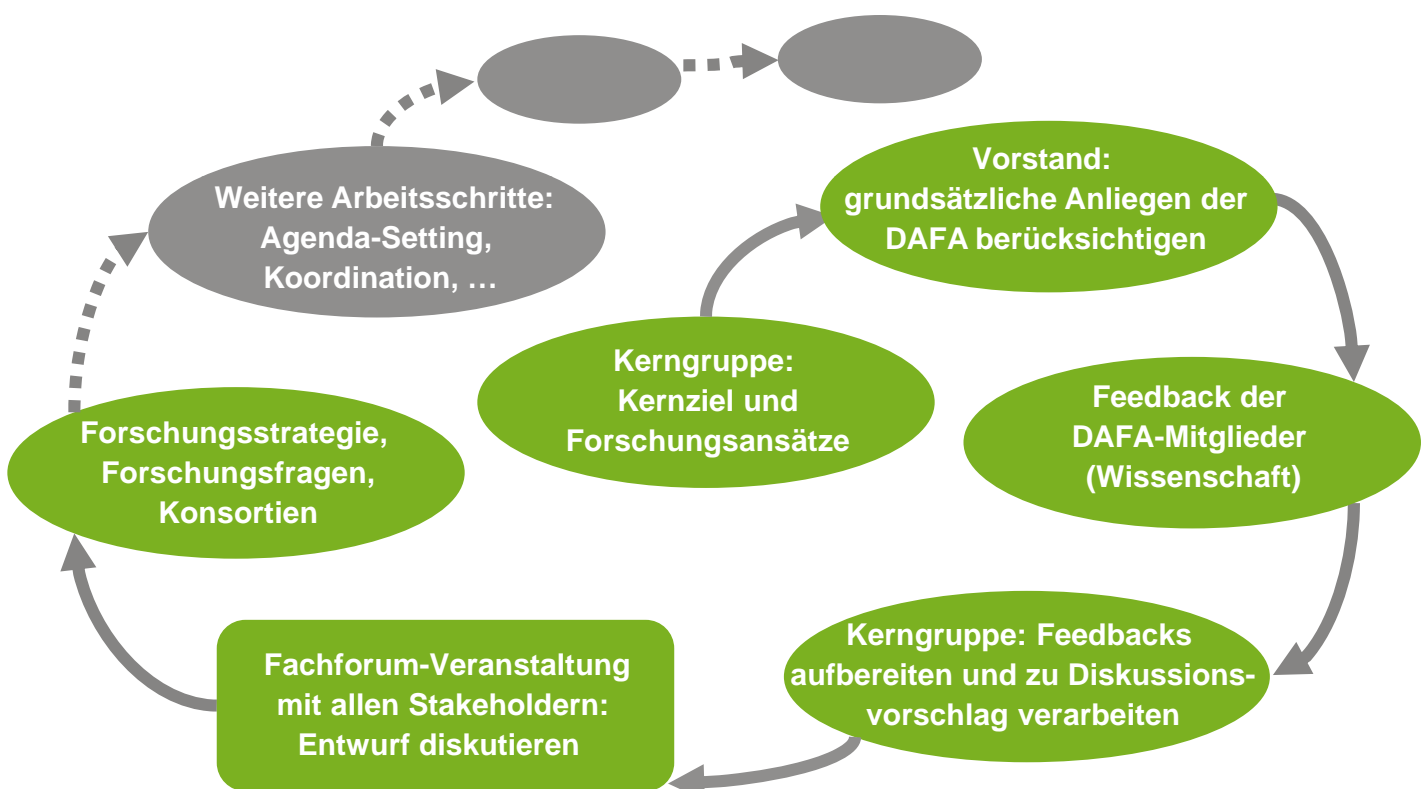 Weitere Arbeitsschritte:
Agenda-Setting,
Koordination, …
Vorstand:
grundsätzliche Anliegen der
DAFA berücksichtigen
Kerngruppe:
Kernziel und
Forschungsansätze
Feedback der
DAFA-Mitglieder
(Wissenschaft)
Forschungsstrategie,
Forschungsfragen,
Konsortien
Kerngruppe: Feedbacks
aufbereiten und zu Diskussions-
vorschlag verarbeiten
Fachforum-Veranstaltung
mit allen Stakeholdern:
Entwurf diskutieren